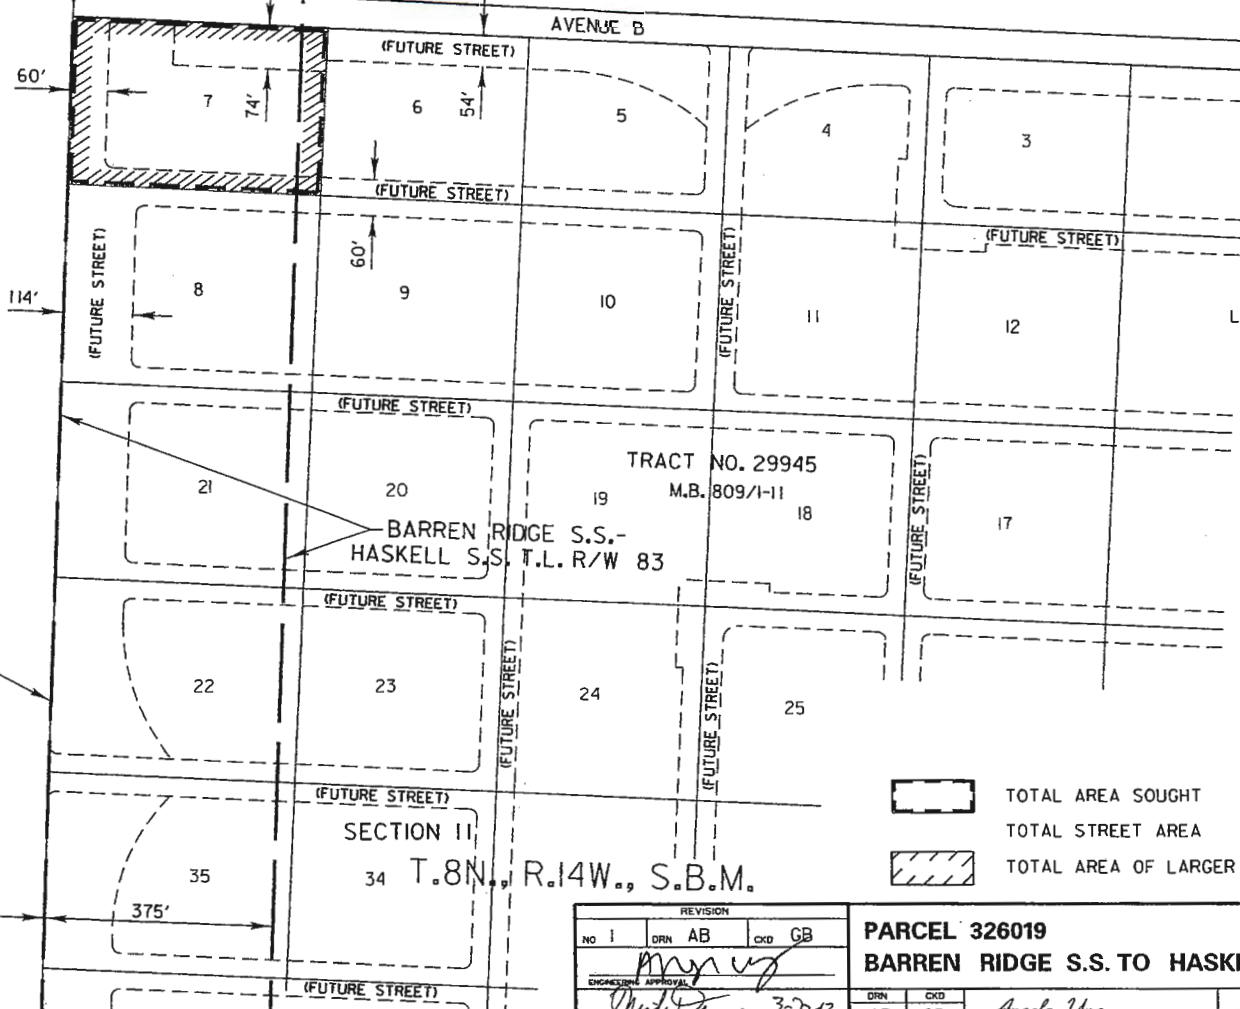 AVENUE B
(FUTURE STREET)
60'
7
74'
6
54'
5
4
3
(FUTURE STREET)
(FUTURE STREET)
(FUTURE STREET)
(FUTURE STREET)
60'
114'
8
9
10
11
12
L
(FUTURE STREET)
TRACT NO. 29945
M.B. 809/1-11
(FUTURE STREET)
21
20
19
18
17
BARREN RIDGE S.S.-
HASKELL S.S. T.L. R/W 83
(FUTURE STREET)
(FUTURE STREET)
(FUTURE STREET)
22
23
24
25
(FUTURE STREET)
SECTION 11
T.8N., R.14W., S.B.M.
35
34
375'
(FUTURE STREET)
TOTAL AREA SOUGHT
TOTAL STREET AREA
TOTAL AREA OF LARGER
REVISION
NO 1 DRN AB CKD GB
ENGINEERING APPROVAL
PARCEL 326019
BARREN RIDGE S.S. TO HASK
DRN CKD